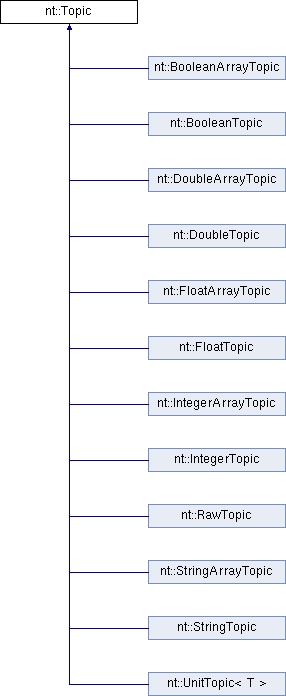 nt::Topic
nt::BooleanArrayTopic
nt::BooleanTopic
nt::DoubleArrayTopic
nt::DoubleTopic
nt::FloatArrayTopic
nt::FloatTopic
nt::IntegerArrayTopic
nt::IntegerTopic
nt::RawTopic
nt::StringArrayTopic
nt::StringTopic
nt::UnitTopic< T >